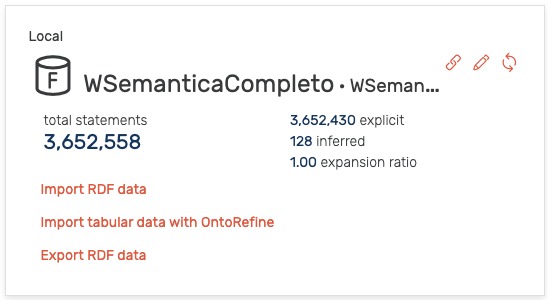 Local
F
WSemanticaCompleto · WSeman...
total statements
3,652,558
3,652,430 explicit
128 inferred
1.00 expansion ratio
Import RDF data
Import tabular data with OntoRefine
Export RDF data